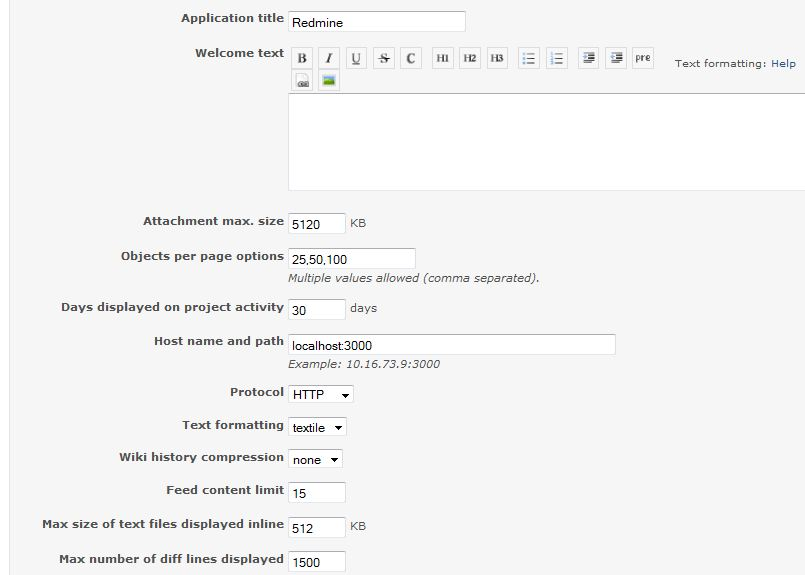 Application title Redmine
Welcome text B I U S C H1 H2 H3 pre Text formatting: Help
Attachment max. size 5120 KB
Objects per page options 25,50,100
Multiple values allowed (comma separated).
Days displayed on project activity 30 days
Host name and path localhost:3000
Example: 10.16.73.9:3000
Protocol HTTP
Text formatting textile
Wiki history compression none
Feed content limit 15
Max size of text files displayed inline 512 KB
Max number of diff lines displayed 1500